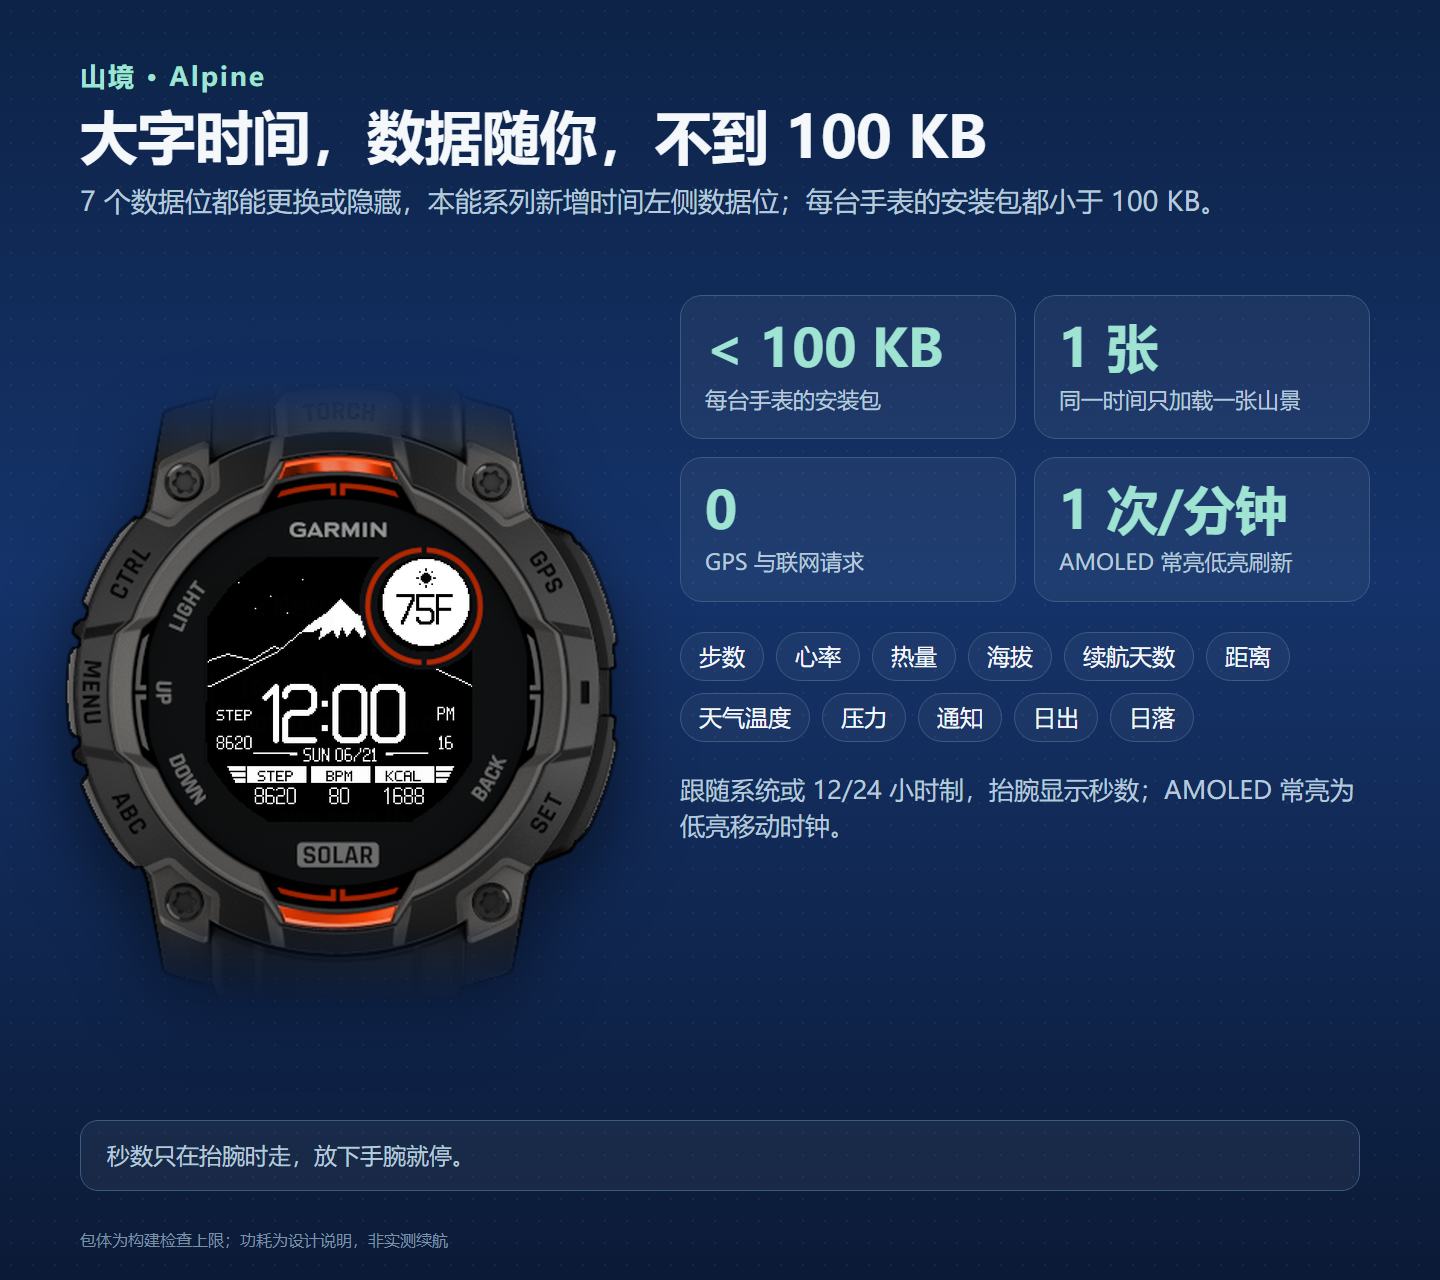 山境 · Alpine
大字时间，数据随你，不到 100 KB
7 个数据位都能更换或隐藏，本能系列新增时间左侧数据位；每台手表的安装包都小于 100 KB。
< 100 KB
每台手表的安装包
1 张
同一时间只加载一张山景
0
GPS 与联网请求
1 次/分钟
AMOLED 常亮低亮刷新
步数 心率 热量 海拔 续航天数 距离
天气温度 压力 通知 日出 日落
跟随系统或 12/24 小时制，抬腕显示秒数；AMOLED 常亮为
低亮移动时钟。
TORCH
GARMIN
CTRL
LIGHT
GPS
MENU
UP
DOWN
ABC
BACK
SET
75F
STEP
8620
12:00
PM
16
SUN 06/21
STEP BPM KCAL
8620 80 1688
SOLAR
秒数只在抬腕时走，放下手腕就停。
包体为构建检查上限；功耗为设计说明，非实测续航